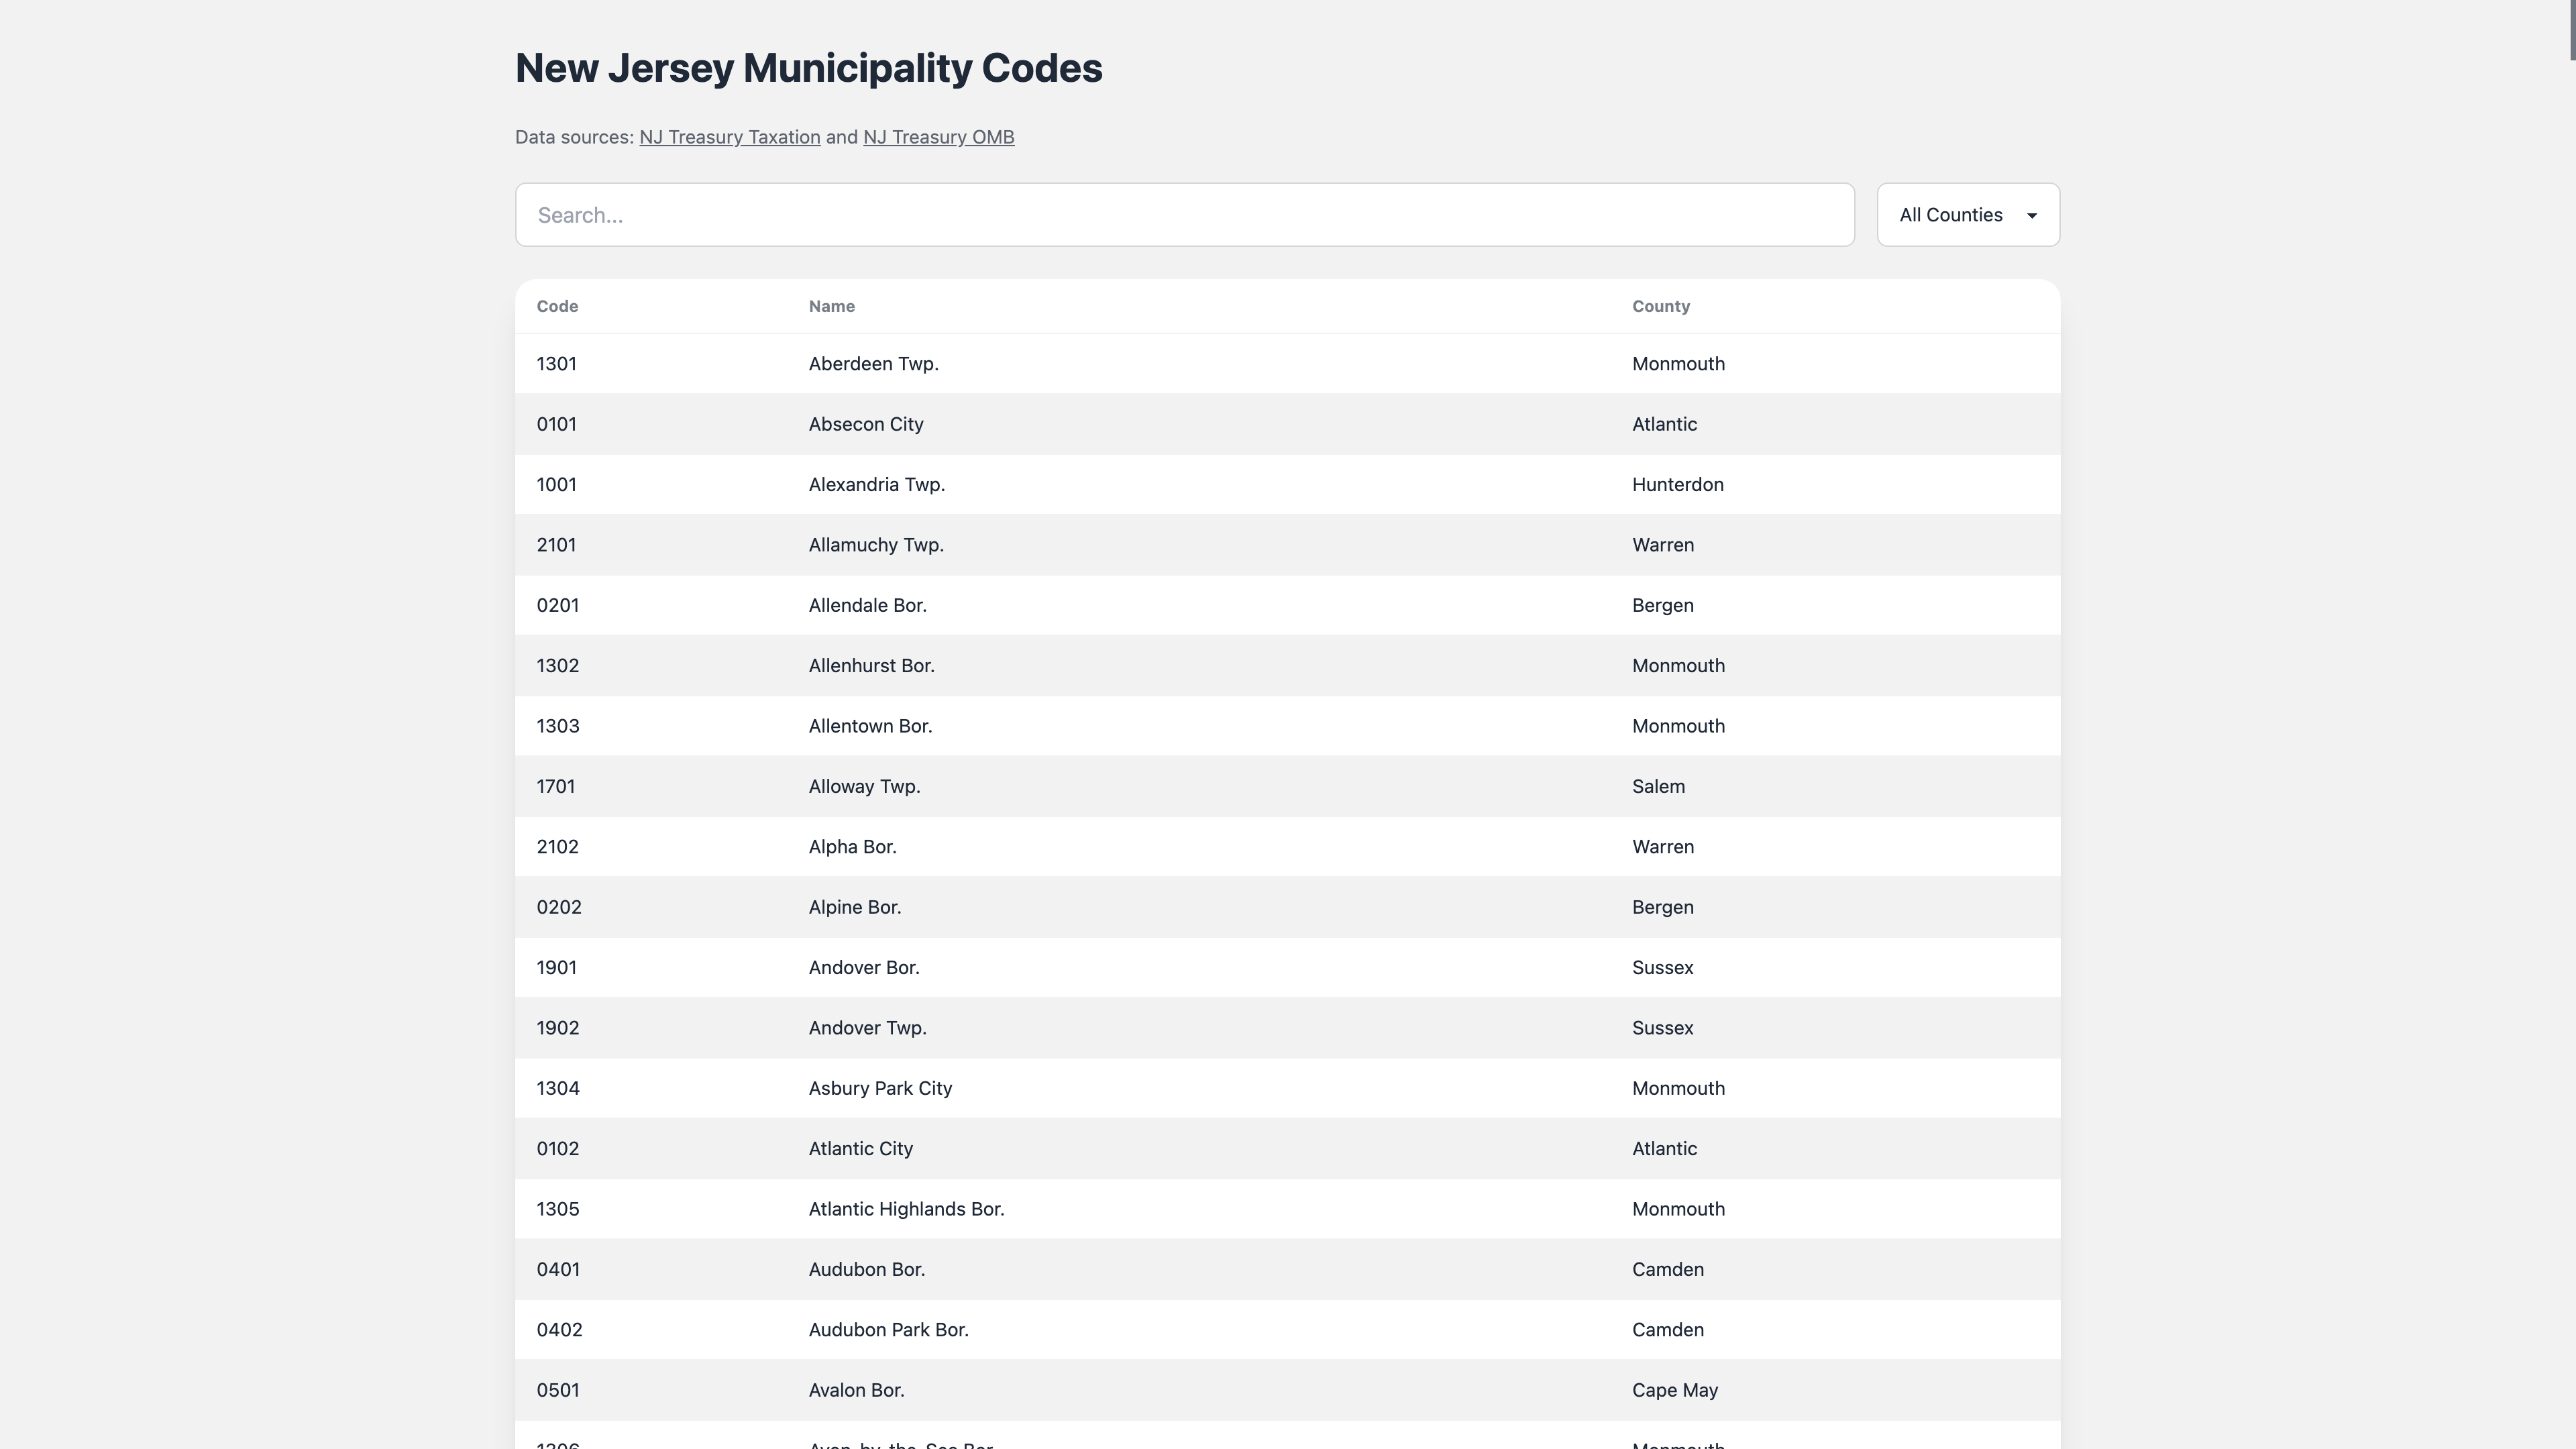 New Jersey Municipality Codes
Data sources: NJ Treasury Taxation and NJ Treasury OMB
Search...
All Counties
Code Name County
1301 Aberdeen Twp. Monmouth
0101 Absecon City Atlantic
1001 Alexandria Twp. Hunterdon
2101 Allamuchy Twp. Warren
0201 Allendale Bor. Bergen
1302 Allenhurst Bor. Monmouth
1303 Allentown Bor. Monmouth
1701 Alloway Twp. Salem
2102 Alpha Bor. Warren
0202 Alpine Bor. Bergen
1901 Andover Bor. Sussex
1902 Andover Twp. Sussex
1304 Asbury Park City Monmouth
0102 Atlantic City Atlantic
1305 Atlantic Highlands Bor. Monmouth
0401 Audubon Bor. Camden
0402 Audubon Park Bor. Camden
0501 Avalon Bor. Cape May